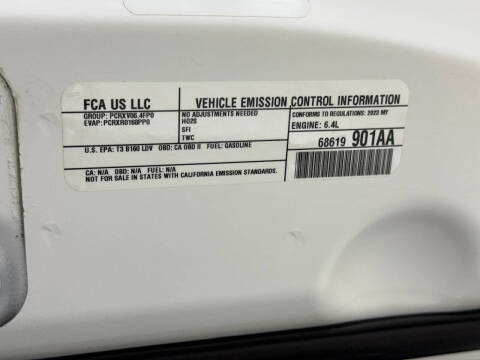 FCA US LLC
GROUP: PCRXV06.4FP0
EVAP: PCRXR0168PP0
VEHICLE EMISSION CONTROL INFORMATION
NO ADJUSTMENTS NEEDED
HO2S
SFI
TWC
CONFORMS TO REGULATIONS: 2023 MY
ENGINE: 6.4L
U.S. EPA: T3 B160 LDV OBD: CA OBD II FUEL: GASOLINE
68619 901AA
CA: N/A OBD: N/A FUEL: N/A
NOT FOR SALE IN STATES WITH CALIFORNIA EMISSION STANDARDS.